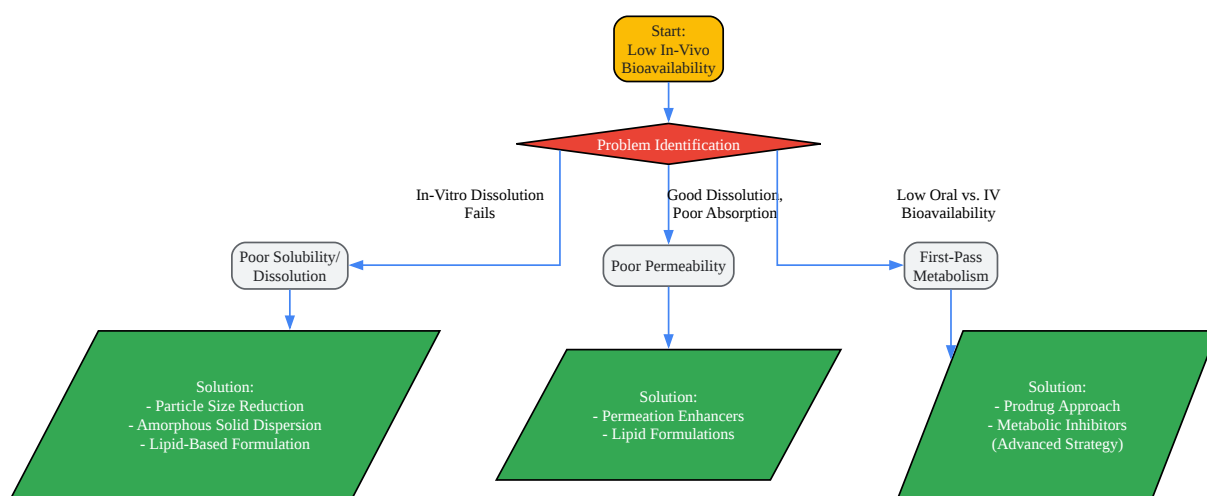 Start:
Low In-Vivo
Bioavailability
Problem Identification
In-Vitro Dissolution
Fails
Good Dissolution,
Poor Absorption
Low Oral vs. IV
Bioavailability
Poor Solubility/
Dissolution
Poor Permeability
First-Pass
Metabolism
Solution:
- Particle Size Reduction
- Amorphous Solid Dispersion
- Lipid-Based Formulation
Solution:
- Permeation Enhancers
- Lipid Formulations
Solution:
- Prodrug Approach
- Metabolic Inhibitors
(Advanced Strategy)